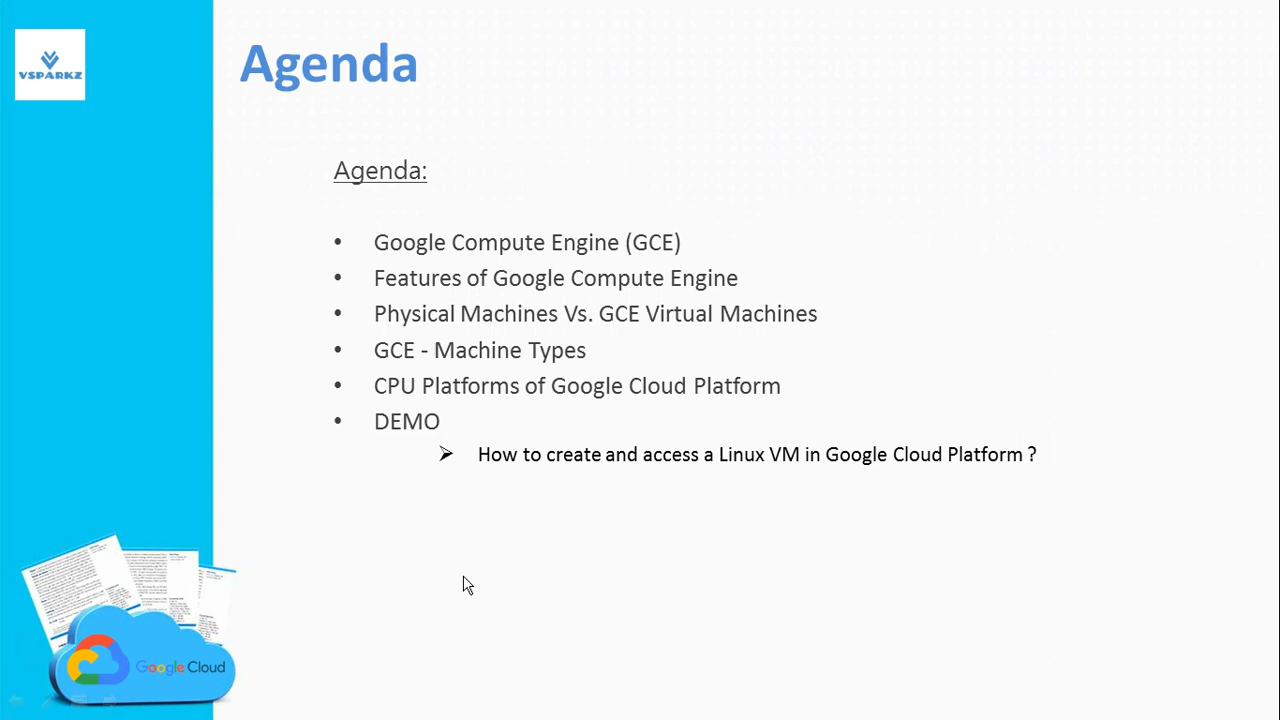 VSPARKZ
Agenda
Agenda:
• Google Compute Engine (GCE)
• Features of Google Compute Engine
• Physical Machines Vs. GCE Virtual Machines
• GCE - Machine Types
• CPU Platforms of Google Cloud Platform
• DEMO
➢ How to create and access a Linux VM in Google Cloud Platform ?
Google Cloud